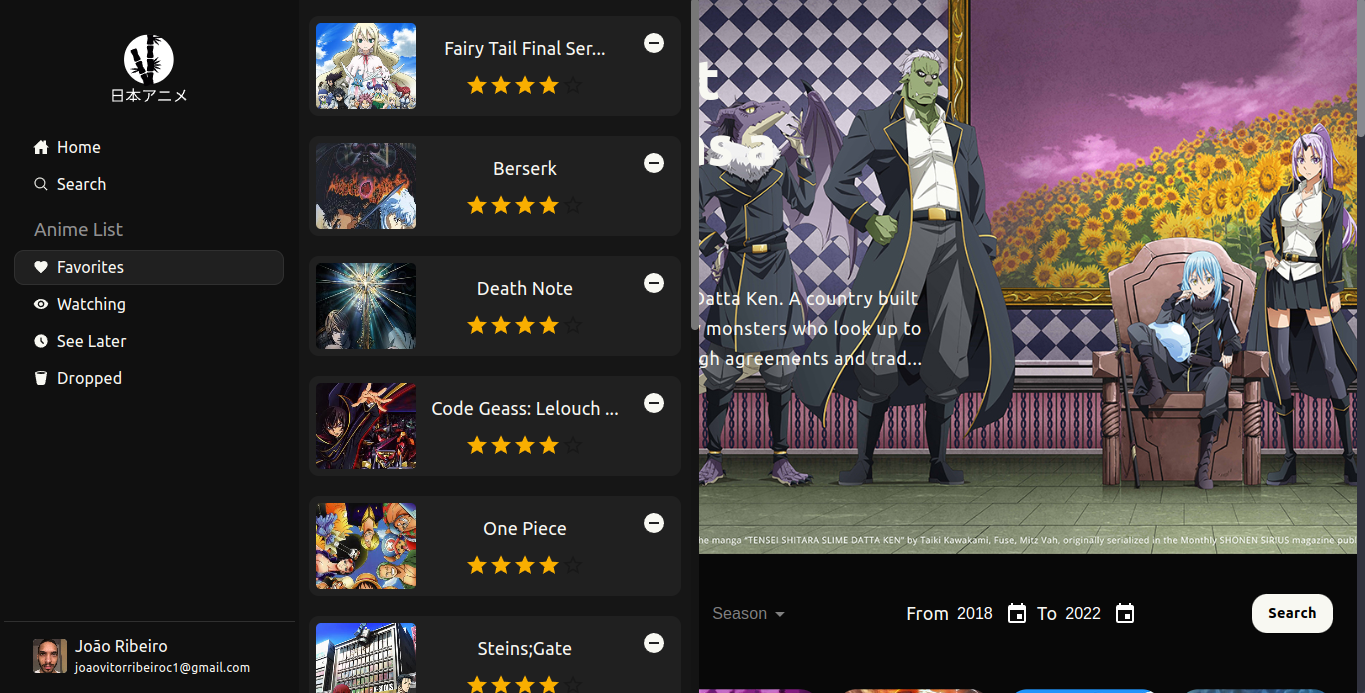 日本アニメ
Home
Search
Anime List
Favorites
Watching
See Later
Dropped
João Ribeiro
joaovitorribeiroc1@gmail.com
Fairy Tail Final Ser...
Berserk
Death Note
Code Geass: Lelouch ...
One Piece
Steins;Gate
t
Datta Ken. A country built
monsters who look up to
gh agreements and trad...
he manga "TENSEI SHITARA SLIME DATTA KEN" by Taiki Kawakami, Fuse, Mitz Vah, originally serialized in the Monthly SHONEN SIRIUS magazine publ
Season
From 2018 To 2022
Search